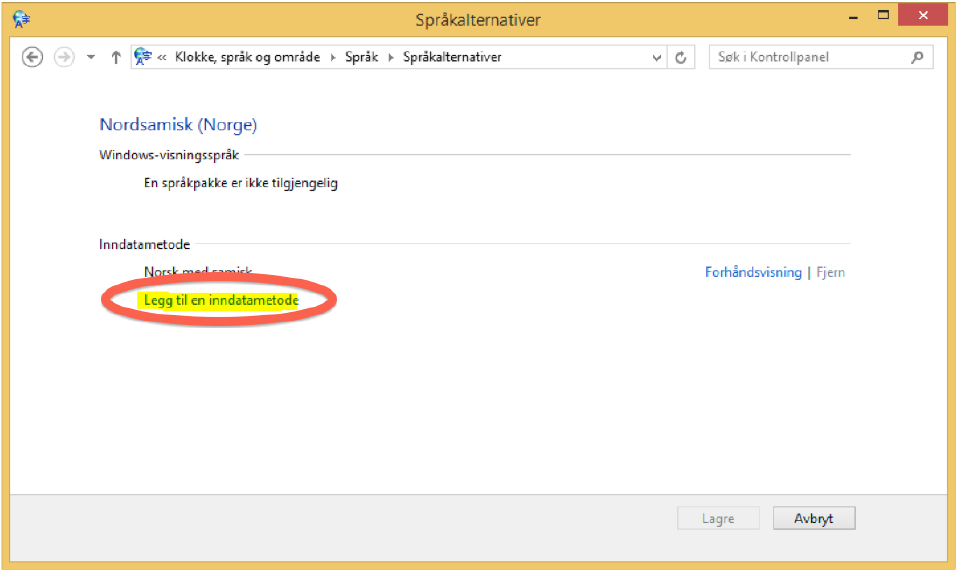 Språkalternativer
« Klokke, språk og område ▸ Språk ▸ Språkalternativer Søk i Kontrollpanel
Nordsamisk (Norge)
Windows-visningsspråk
En språkpakke er ikke tilgjengelig
Inndatametode
Norsk med samisk Forhåndsvisning | Fjern
Legg til en inndatametode
Lagre Avbryt